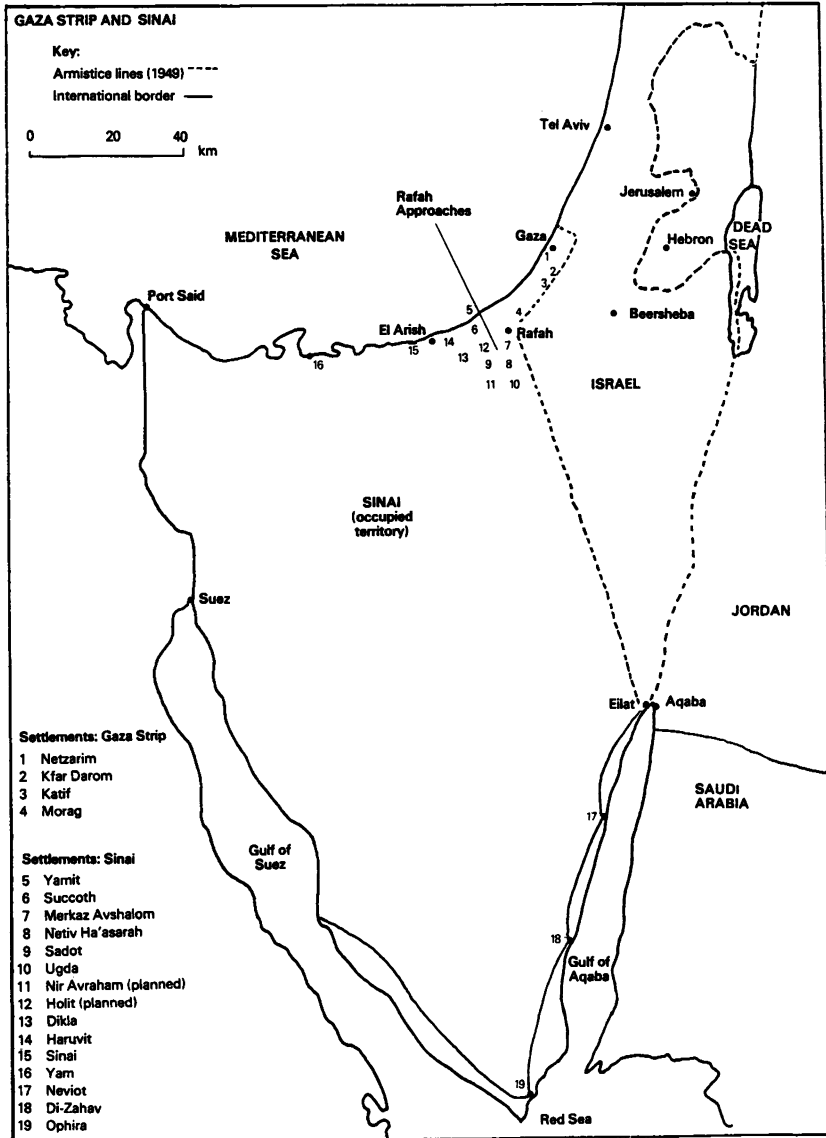 GAZA STRIP AND SINAI
Key:
Armistice lines (1949)
International border
0 20 40
km
Tel Aviv
Jerusalem
Rafah
Approaches
MEDITERRANEAN
SEA
Gaza
1
2
3
Hebron
DEAD
SEA
Port Said
5
4
El Arish
6
Rafah
Beersheba
15
14
12
7
16
13
9
8
11
10
ISRAEL
SINAI
(occupied
territory)
Suez
JORDAN
Eilat
Aqaba
SAUDI
ARABIA
17
Gulf of
Suez
18
Gulf of
Aqaba
19
Red Sea
Settlements: Gaza Strip
1 Netzarim
2 Kfar Darom
3 Katif
4 Morag
Settlements: Sinai
5 Yamit
6 Succoth
7 Merkaz Avshalom
8 Netiv Ha'asarah
9 Sadot
10 Ugda
11 Nir Avraham (planned)
12 Holit (planned)
13 Dikla
14 Haruvit
15 Sinai
16 Yam
17 Neviot
18 Di-Zahav
19 Ophira